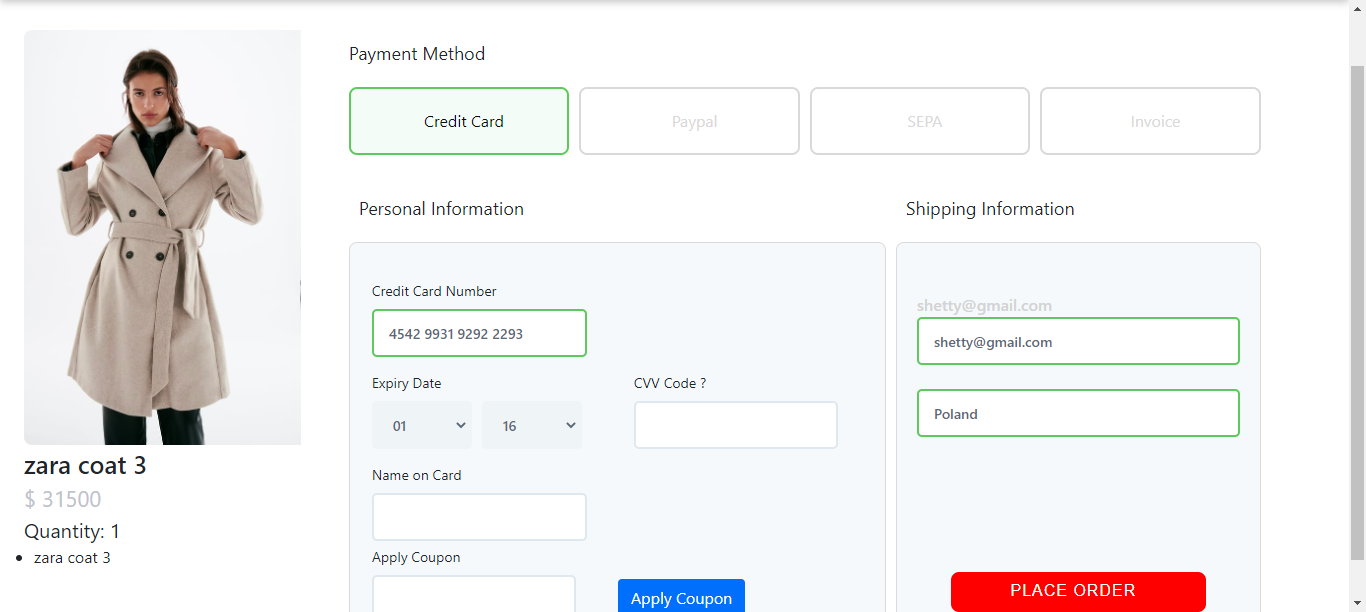 Payment Method
Credit Card
Paypal
SEPA
Invoice
Personal Information
Shipping Information
Credit Card Number
4542 9931 9292 2293
Expiry Date
CVV Code ?
01
16
Name on Card
Apply Coupon
Apply Coupon
shetty@gmail.com
shetty@gmail.com
Poland
PLACE ORDER
zara coat 3
$ 31500
Quantity: 1
zara coat 3